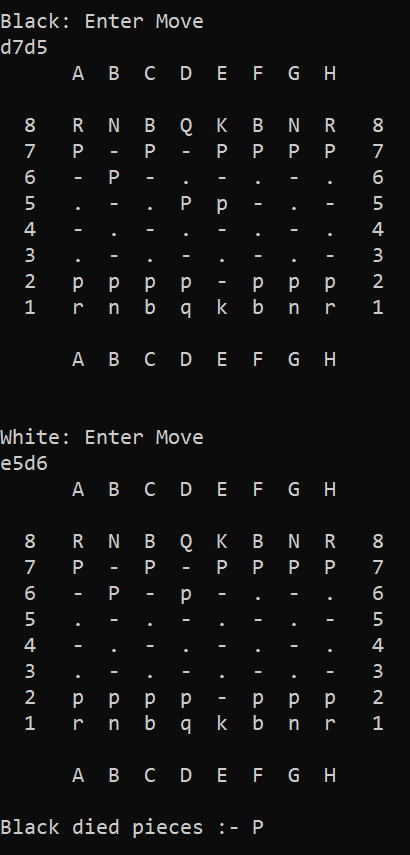 Black: Enter Move
d7d5
A B C D E F G H
8 R N B Q K B N R 8
7 P - P - P P P P 7
6 - P - . - . - . 6
5 . - . P p - . - 5
4 - . - . - . - . 4
3 . - . - . - . - 3
2 p p p p - p p p 2
1 r n b q k b n r 1
A B C D E F G H
White: Enter Move
e5d6
A B C D E F G H
8 R N B Q K B N R 8
7 P - P - P P P P 7
6 - P - p - . - . 6
5 . - . - . - . - 5
4 - . - . - . - . 4
3 . - . - . - . - 3
2 p p p p - p p p 2
1 r n b q k b n r 1
A B C D E F G H
Black died pieces :- P